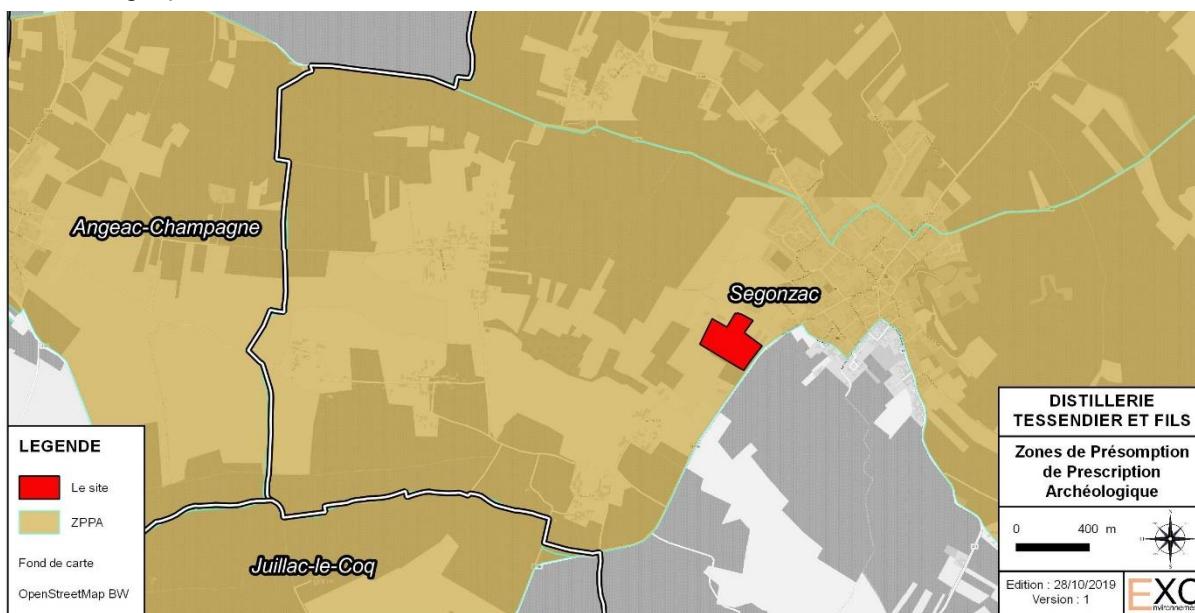 Angeac-Champagne
Segonzac
Juillac-le-Coq
LEGENDE
Le site
ZPPA
Fond de carte
OpenStreetMap BW
DISTILLERIE
TESSENDIER ET FILS
Zones de Présomption
de Prescription
Archéologique
0 400 m
Edition : 28/10/2019
Version : 1